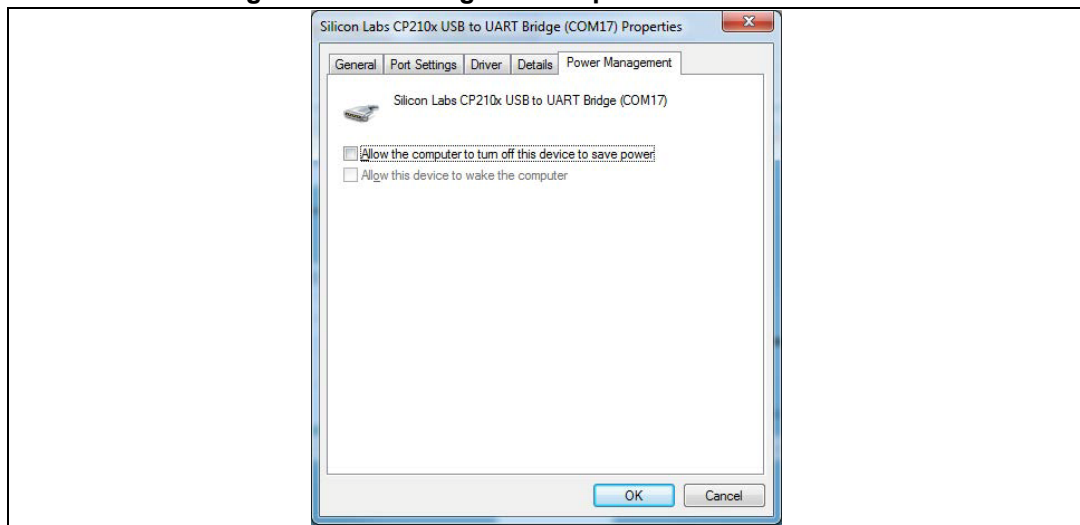 Silicon Labs CP210x USB to UART Bridge (COM17) Properties
General Port Settings Driver Details Power Management
Silicon Labs CP210x USB to UART Bridge (COM17)
Allow the computer to turn off this device to save power
Allow this device to wake the computer
OK Cancel